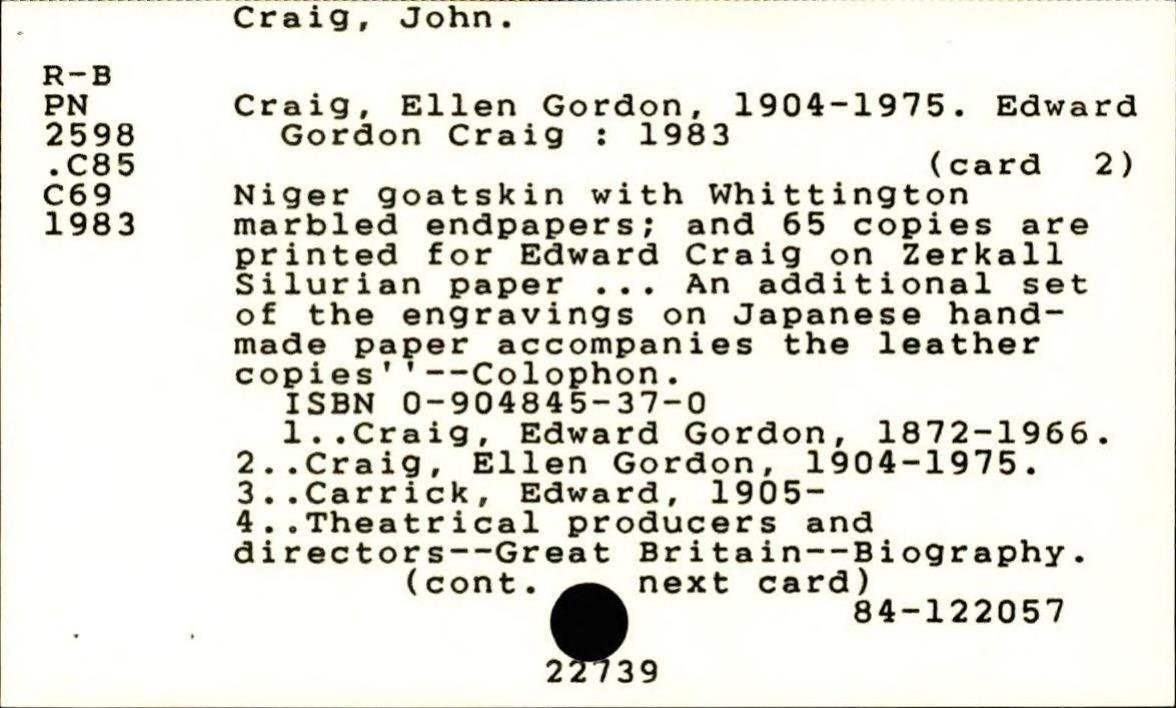 Craig, John.
R-B
PN Craig, Ellen Gordon, 1904-1975. Edward
2598 Gordon Craig : 1983
.C85 (card 2)
C69 Niger goatskin with Whittington
1983 marbled endpapers; and 65 copies are
printed for Edward Craig on Zerkall
Silurian paper ... An additional set
of the engravings on Japanese hand-
made paper accompanies the leather
copies''--Colophon.
ISBN 0-904845-37-0
1..Craig, Edward Gordon, 1872-1966.
2..Craig, Ellen Gordon, 1904-1975.
3..Carrick, Edward, 1905-
4..Theatrical producers and
directors--Great Britain--Biography.
(cont. next card)
84-122057
22739